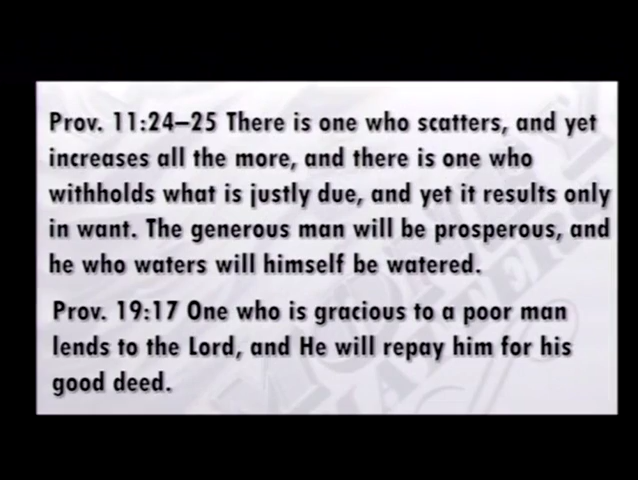 Prov. 11:24–25 There is one who scatters, and yet
increases all the more, and there is one who
withholds what is justly due, and yet it results only
in want. The generous man will be prosperous, and
he who waters will himself be watered.
Prov. 19:17 One who is gracious to a poor man
lends to the Lord, and He will repay him for his
good deed.
MONEY
MATTERS